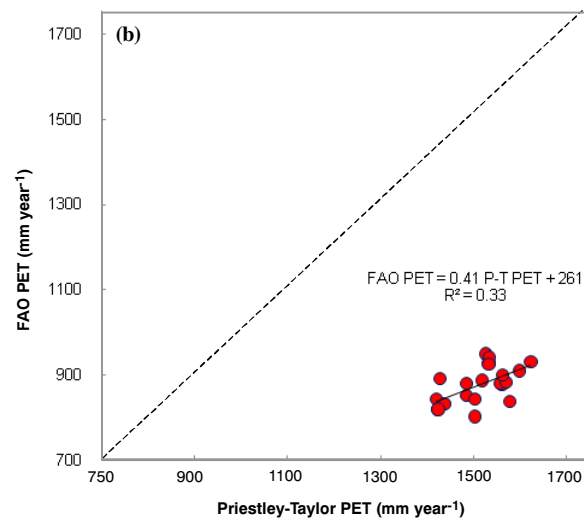 (b)
1700
1500
1300
1100
900
700
FAO PET (mm year⁻¹)
FAO PET = 0.41 P-T PET + 261
R² = 0.33
750 900 1100 1300 1500 1700
Priestley-Taylor PET (mm year⁻¹)